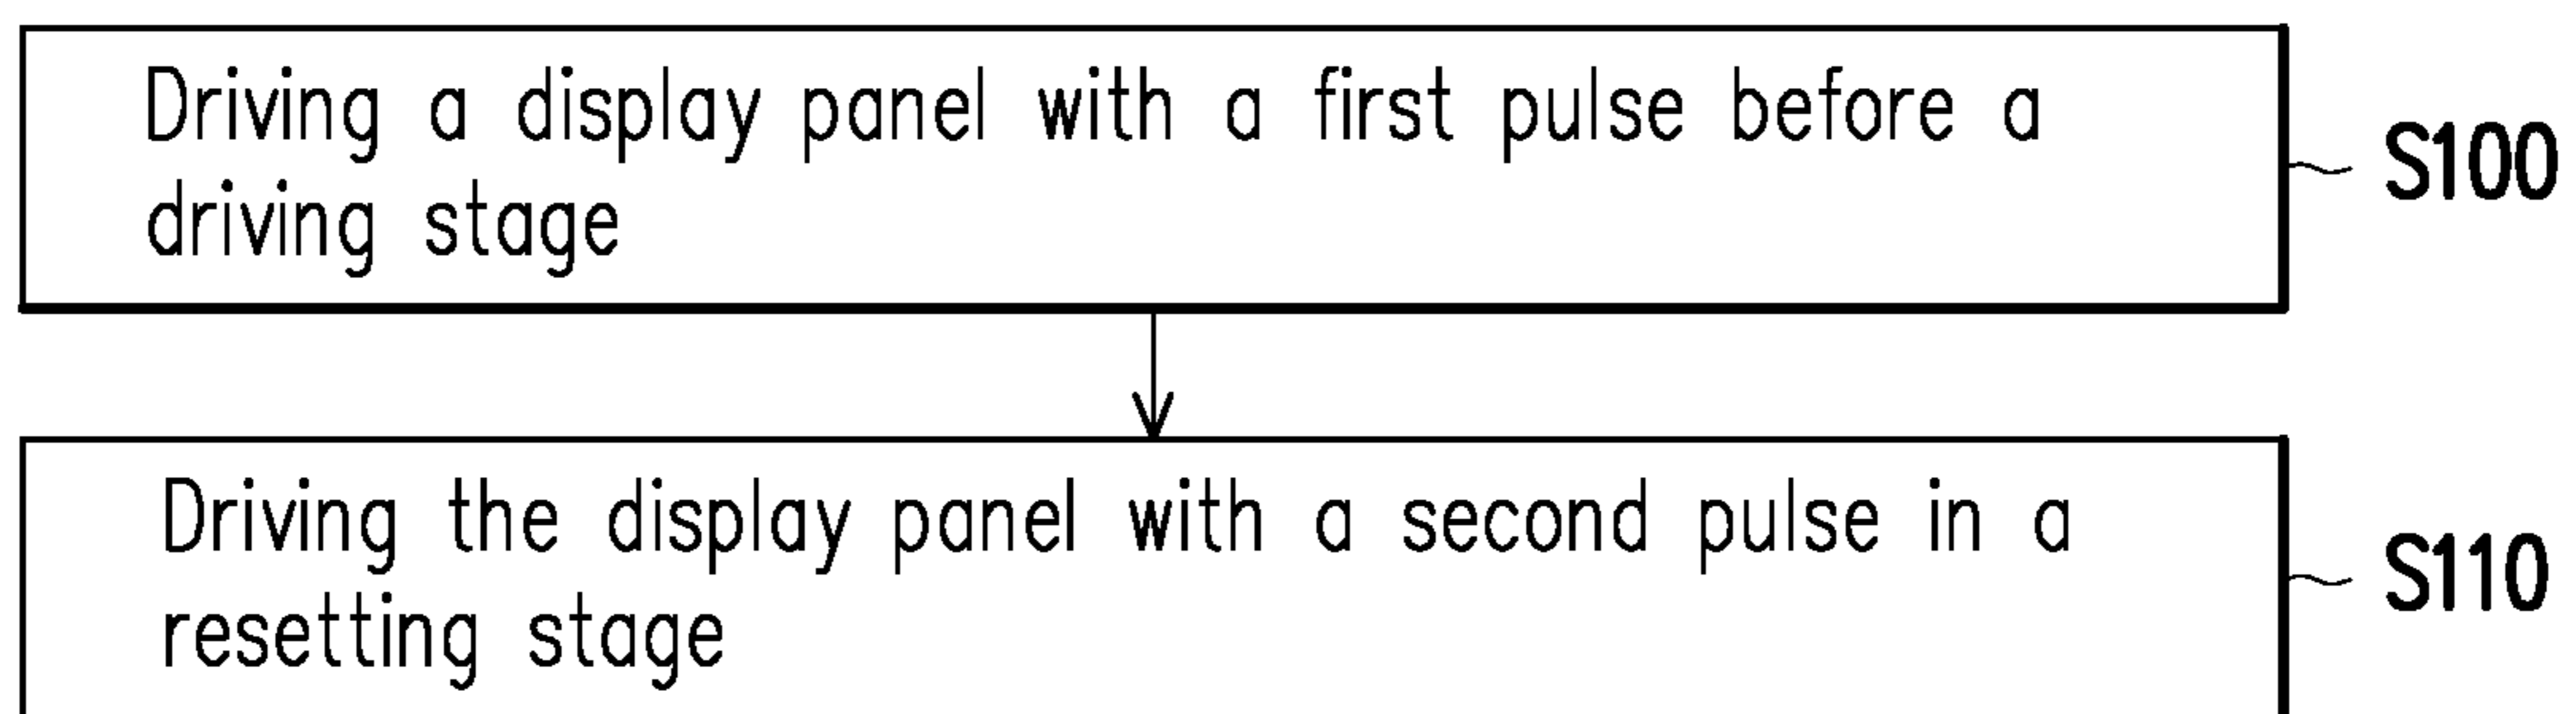 Driving a display panel with a first pulse before a
driving stage
S100
Driving the display panel with a second pulse in a
resetting stage
S110